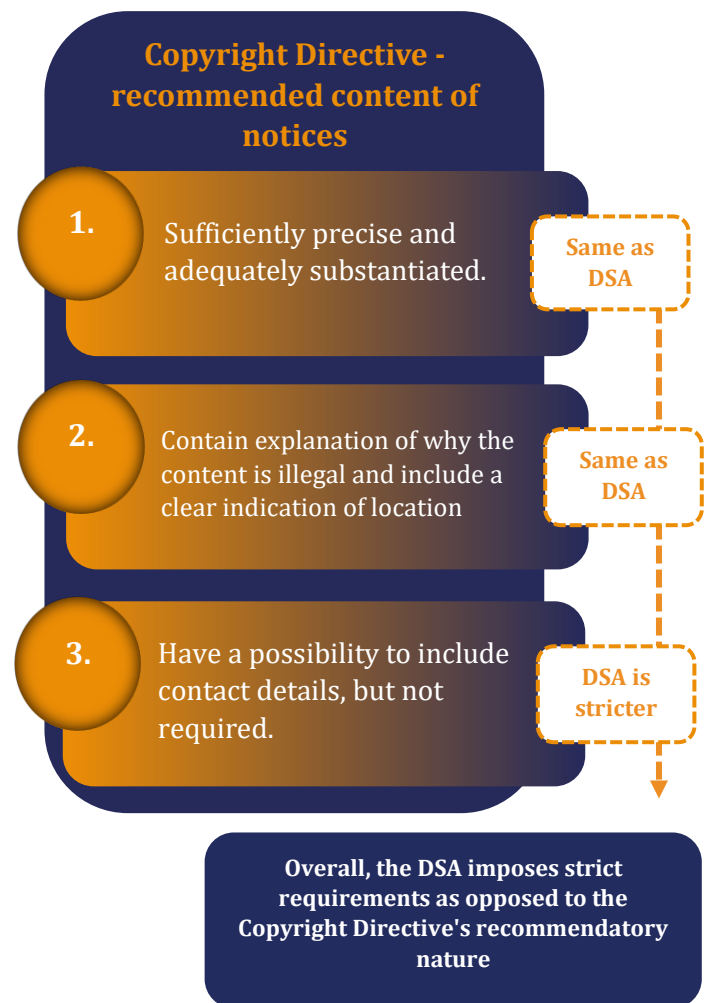 Copyright Directive -
recommended content of
notices
1.
Sufficiently precise and
adequately substantiated.
Same as
DSA
2.
Contain explanation of why the
content is illegal and include a
clear indication of location
Same as
DSA
3.
Have a possibility to include
contact details, but not
required.
DSA is
stricter
Overall, the DSA imposes strict
requirements as opposed to the
Copyright Directive's recommendatory
nature